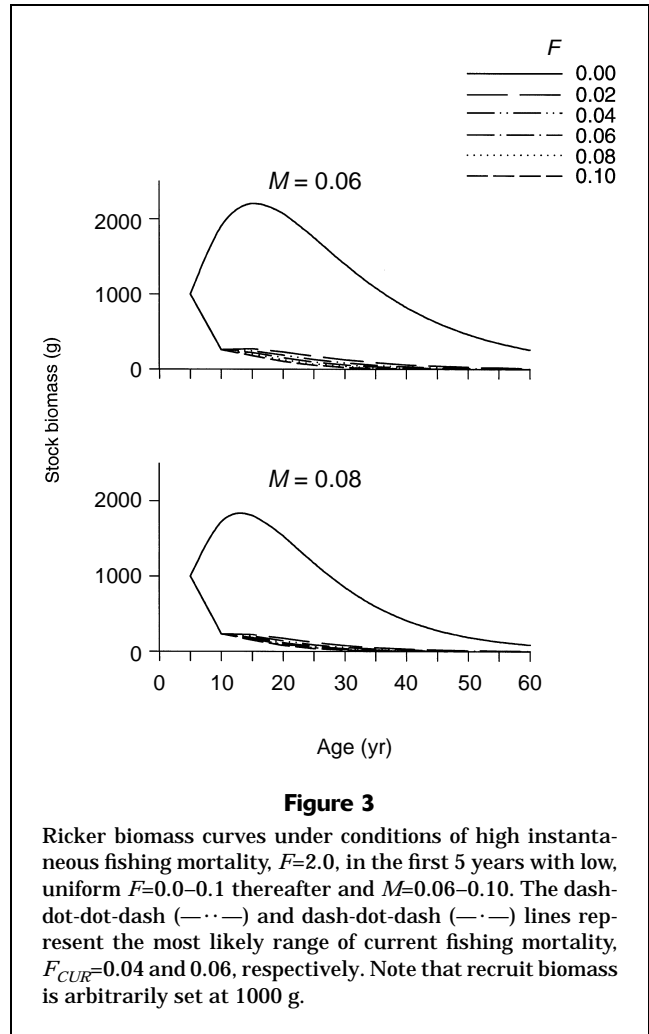 F
0.00
0.02
0.04
0.06
0.08
0.10
M = 0.06
2000
1000
0
Stock biomass (g)
M = 0.08
2000
1000
0
0 10 20 30 40 50 60
Age (yr)
Figure 3
Ricker biomass curves under conditions of high instanta-
neous fishing mortality, F=2.0, in the first 5 years with low,
uniform F=0.0–0.1 thereafter and M=0.06–0.10. The dash-
dot-dot-dash (—··—) and dash-dot-dash (—·—) lines rep-
resent the most likely range of current fishing mortality,
FCUR=0.04 and 0.06, respectively. Note that recruit biomass
is arbitrarily set at 1000 g.